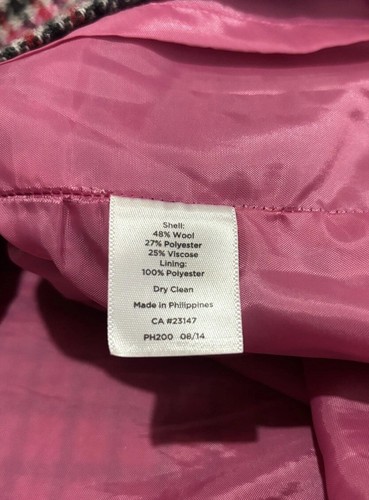 Shell:
48% Wool
27% Polyester
25% Viscose
Lining:
100% Polyester
Dry Clean
Made in Philippines
CA #23147
PH200 08/14